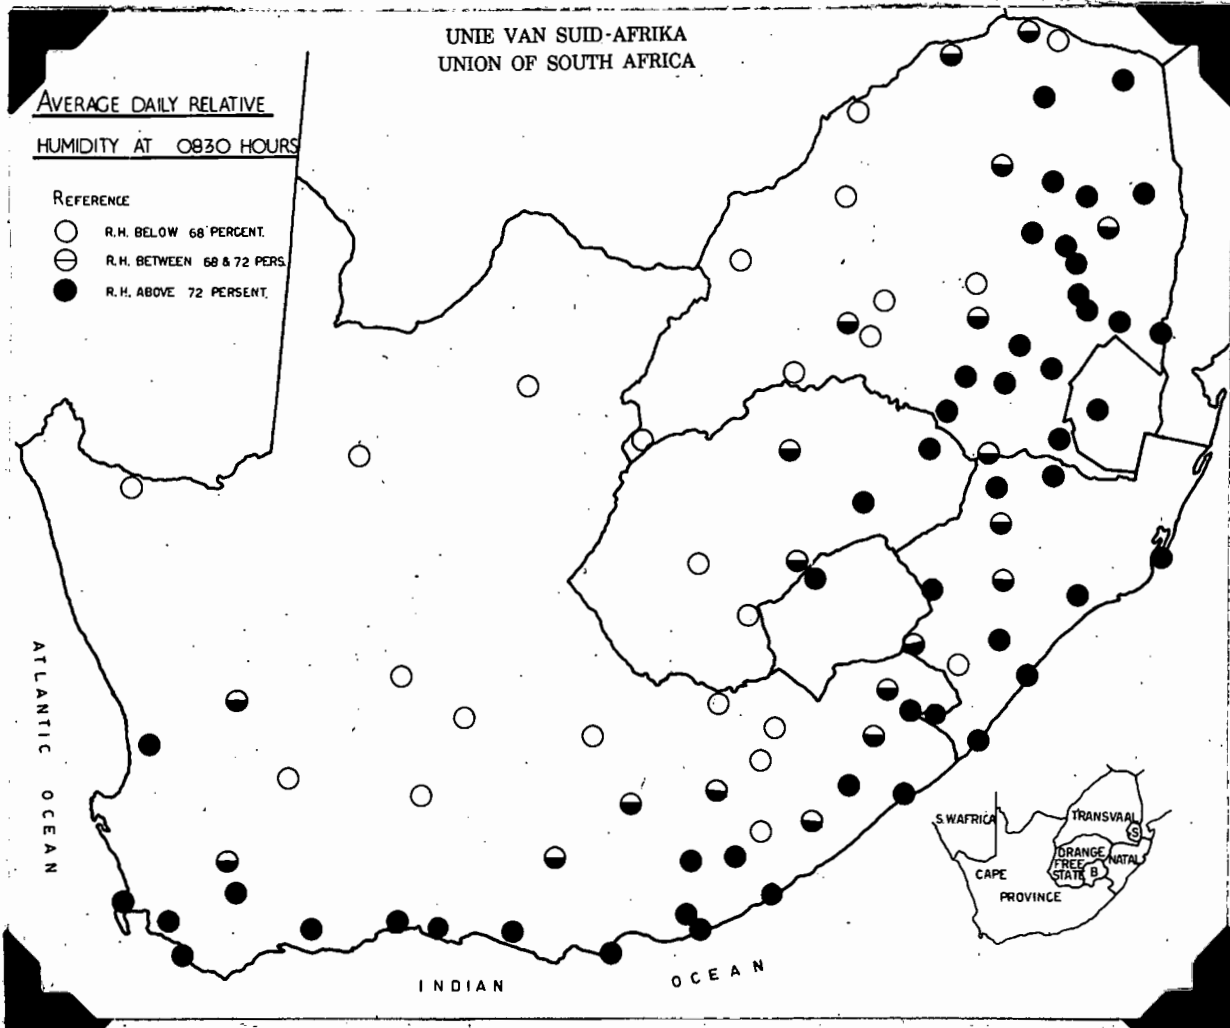 UNIE VAN SUID-AFRIKA
UNION OF SOUTH AFRICA
AVERAGE DAILY RELATIVE
HUMIDITY AT 0830 HOURS
REFERENCE
R.H. BELOW 68 PERCENT.
R.H. BETWEEN 68 & 72 PERS.
R.H. ABOVE 72 PERSENT.
ATLANTIC OCEAN
INDIAN OCEAN
S.W.AFRICA
TRANSVAAL
S
ORANGE
FREE
STATE
B
NATAL
CAPE
PROVINCE